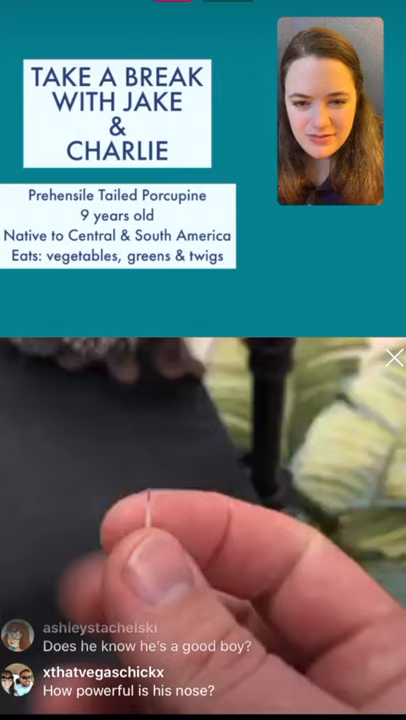 TAKE A BREAK
WITH JAKE
&
CHARLIE
Prehensile Tailed Porcupine
9 years old
Native to Central & South America
Eats: vegetables, greens & twigs
ashleystachelski
Does he know he's a good boy?
xthatvegaschickx
How powerful is his nose?